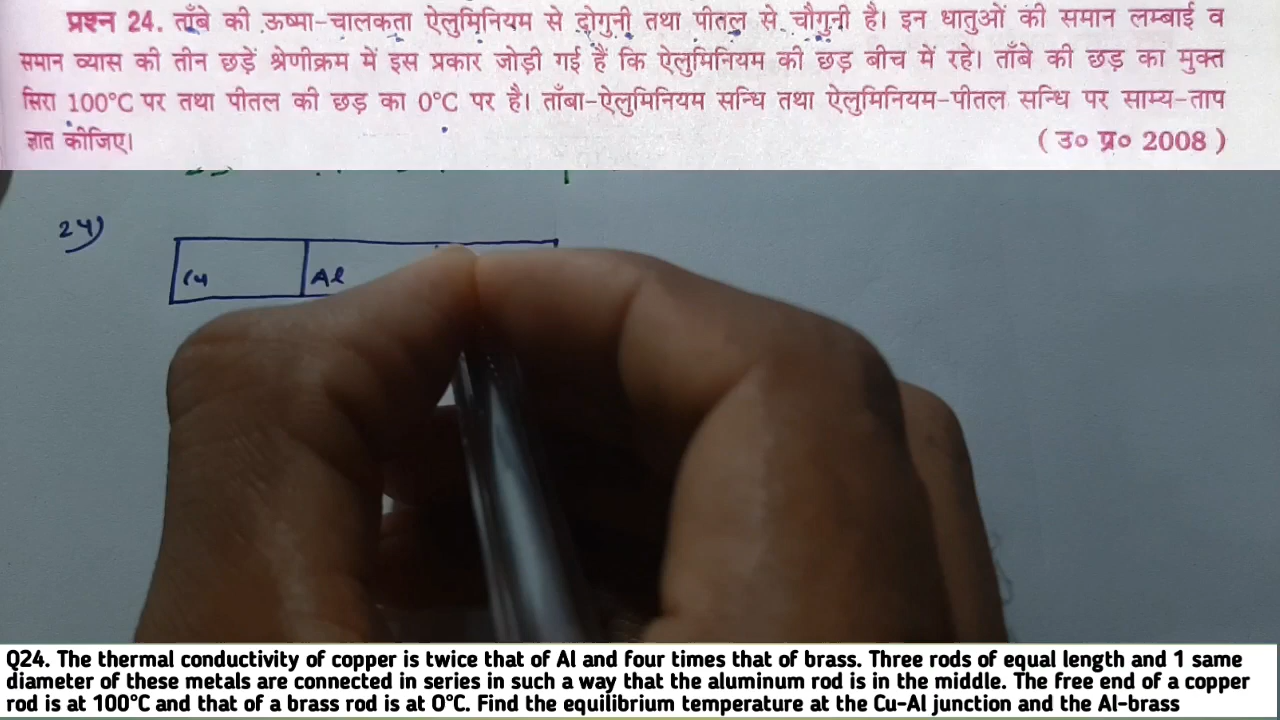 प्रश्न 24. ताँबे की ऊष्मा-चालकता ऐलुमिनियम से दोगुनी तथा पीतल से चौगुनी है। इन धातुओं की समान लम्बाई व
समान व्यास की तीन छड़ें श्रेणीक्रम में इस प्रकार जोड़ी गई हैं कि ऐलुमिनियम की छड़ बीच में रहे। ताँबे की छड़ का मुक्त
सिरा 100°C पर तथा पीतल की छड़ का 0°C पर है। ताँबा-ऐलुमिनियम सन्धि तथा ऐलुमिनियम-पीतल सन्धि पर साम्य-ताप
ज्ञात कीजिए। ( उ० प्र० 2008 )
24)
Cu Al
Q24. The thermal conductivity of copper is twice that of Al and four times that of brass. Three rods of equal length and 1 same
diameter of these metals are connected in series in such a way that the aluminum rod is in the middle. The free end of a copper
rod is at 100°C and that of a brass rod is at 0°C. Find the equilibrium temperature at the Cu-Al junction and the Al-brass